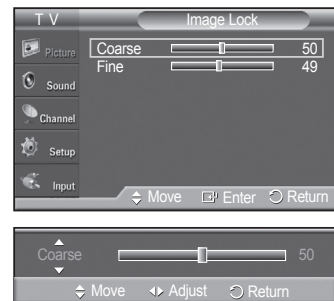 T V
Image Lock
Picture
Coarse 50
Fine 49
Sound
Channel
Setup
Input
Move Enter Return
Coarse 50
Move Adjust Return